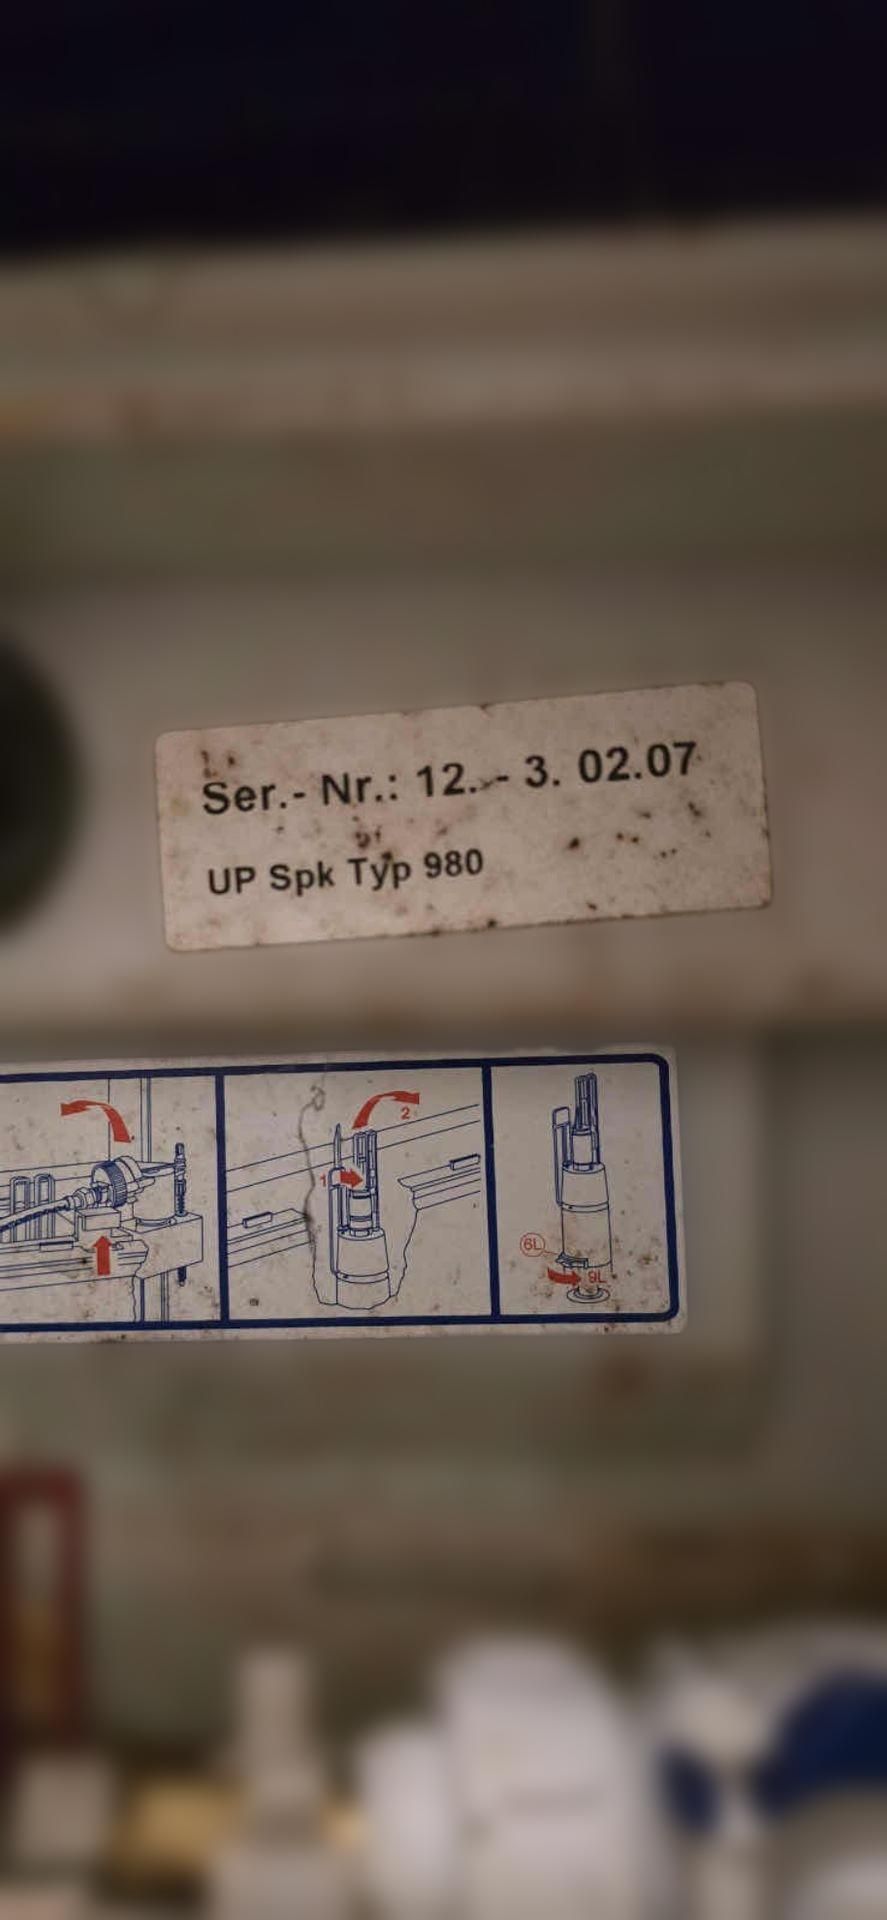 Ser.- Nr.: 12. - 3. 02.07
UP Spk Typ 980
2
1
6L
9L